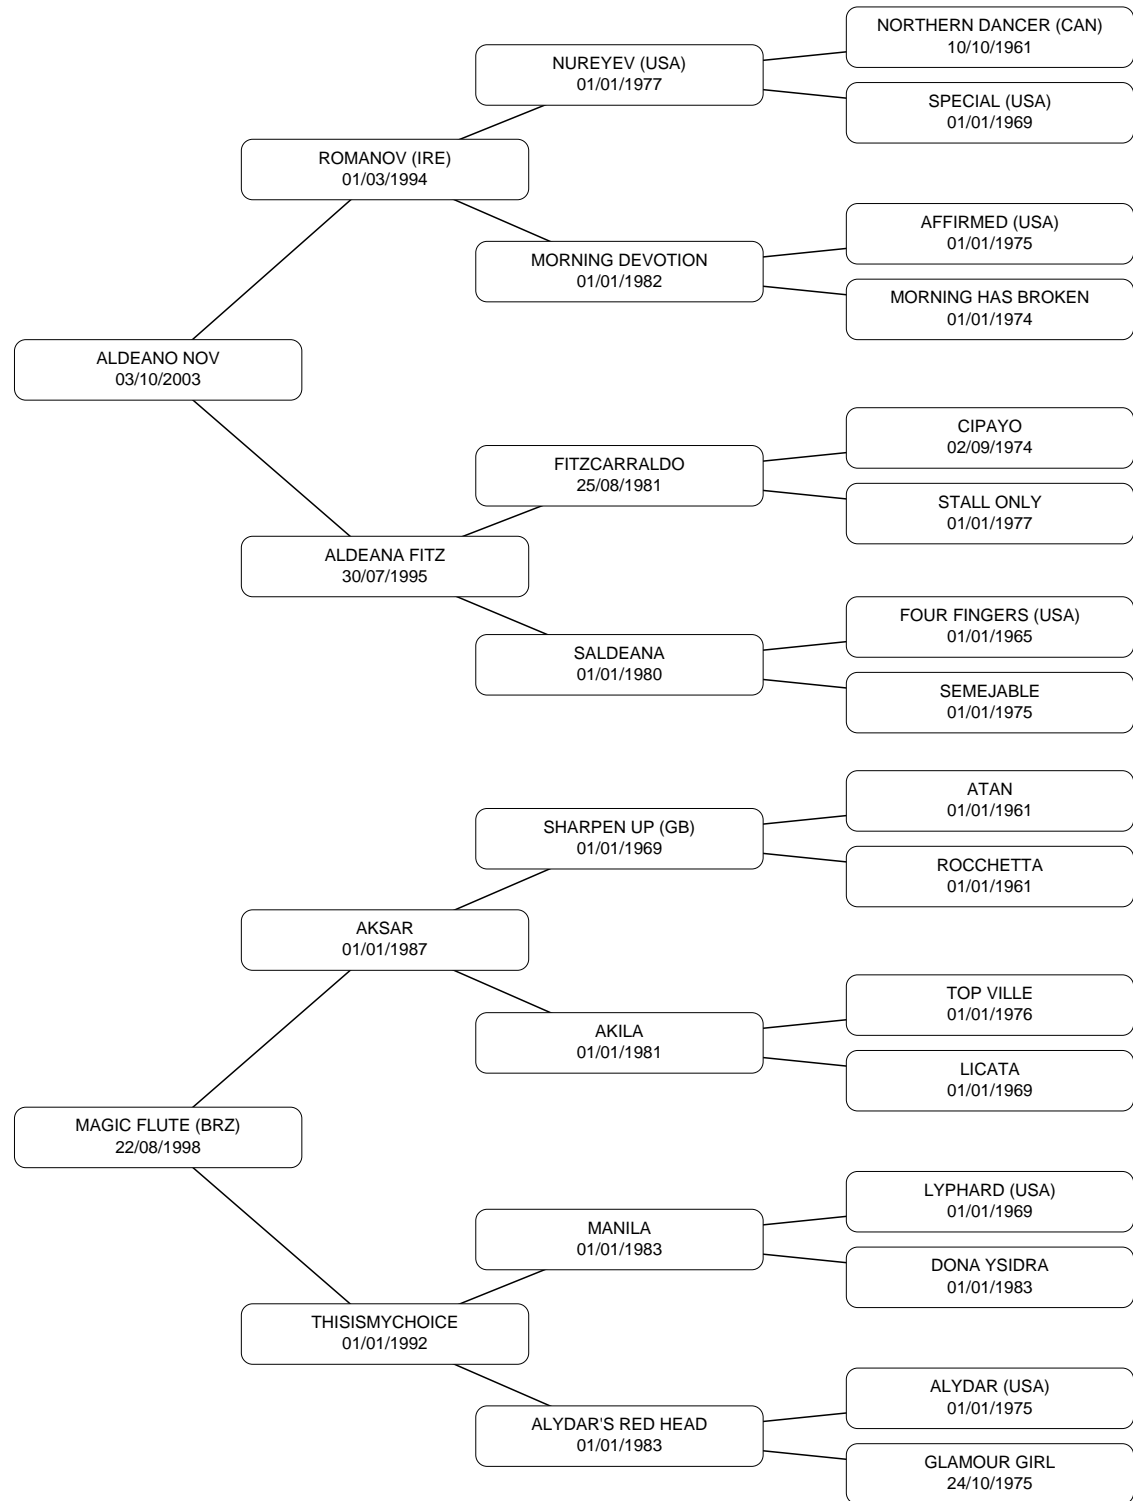 NORTHERN DANCER (CAN)
10/10/1961
NUREYEV (USA)
01/01/1977
SPECIAL (USA)
01/01/1969
ROMANOV (IRE)
01/03/1994
AFFIRMED (USA)
01/01/1975
MORNING DEVOTION
01/01/1982
MORNING HAS BROKEN
01/01/1974
ALDEANO NOV
03/10/2003
CIPAYO
02/09/1974
FITZCARRALDO
25/08/1981
STALL ONLY
01/01/1977
ALDEANA FITZ
30/07/1995
FOUR FINGERS (USA)
01/01/1965
SALDEANA
01/01/1980
SEMEJABLE
01/01/1975
ATAN
01/01/1961
SHARPEN UP (GB)
01/01/1969
ROCCHETTA
01/01/1961
AKSAR
01/01/1987
TOP VILLE
01/01/1976
AKILA
01/01/1981
LICATA
01/01/1969
MAGIC FLUTE (BRZ)
22/08/1998
LYPHARD (USA)
01/01/1969
MANILA
01/01/1983
DONA YSIDRA
01/01/1983
THISISMYCHOICE
01/01/1992
ALYDAR (USA)
01/01/1975
ALYDAR'S RED HEAD
01/01/1983
GLAMOUR GIRL
24/10/1975